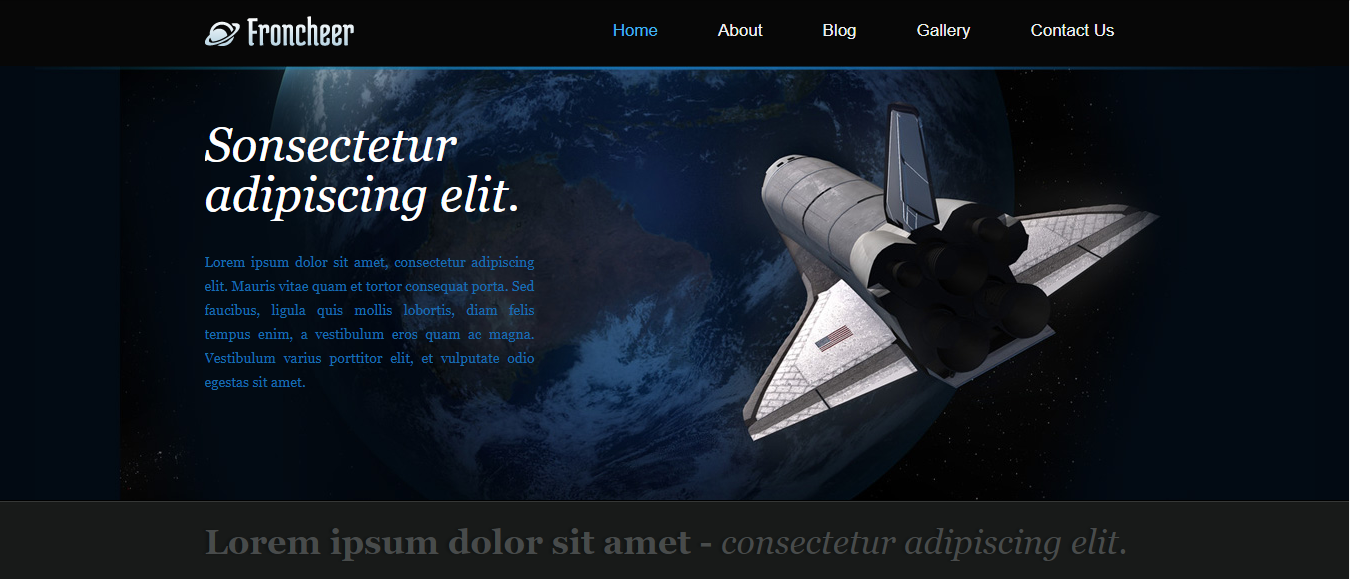 Froncheer
Home About Blog Gallery Contact Us
Sonsectetur
adipiscing elit.
Lorem ipsum dolor sit amet, consectetur adipiscing
elit. Mauris vitae quam et tortor consequat porta. Sed
faucibus, ligula quis mollis lobortis, diam felis
tempus enim, a vestibulum eros quam ac magna.
Vestibulum varius porttitor elit, et vulputate odio
egestas sit amet.
Lorem ipsum dolor sit amet - consectetur adipiscing elit.